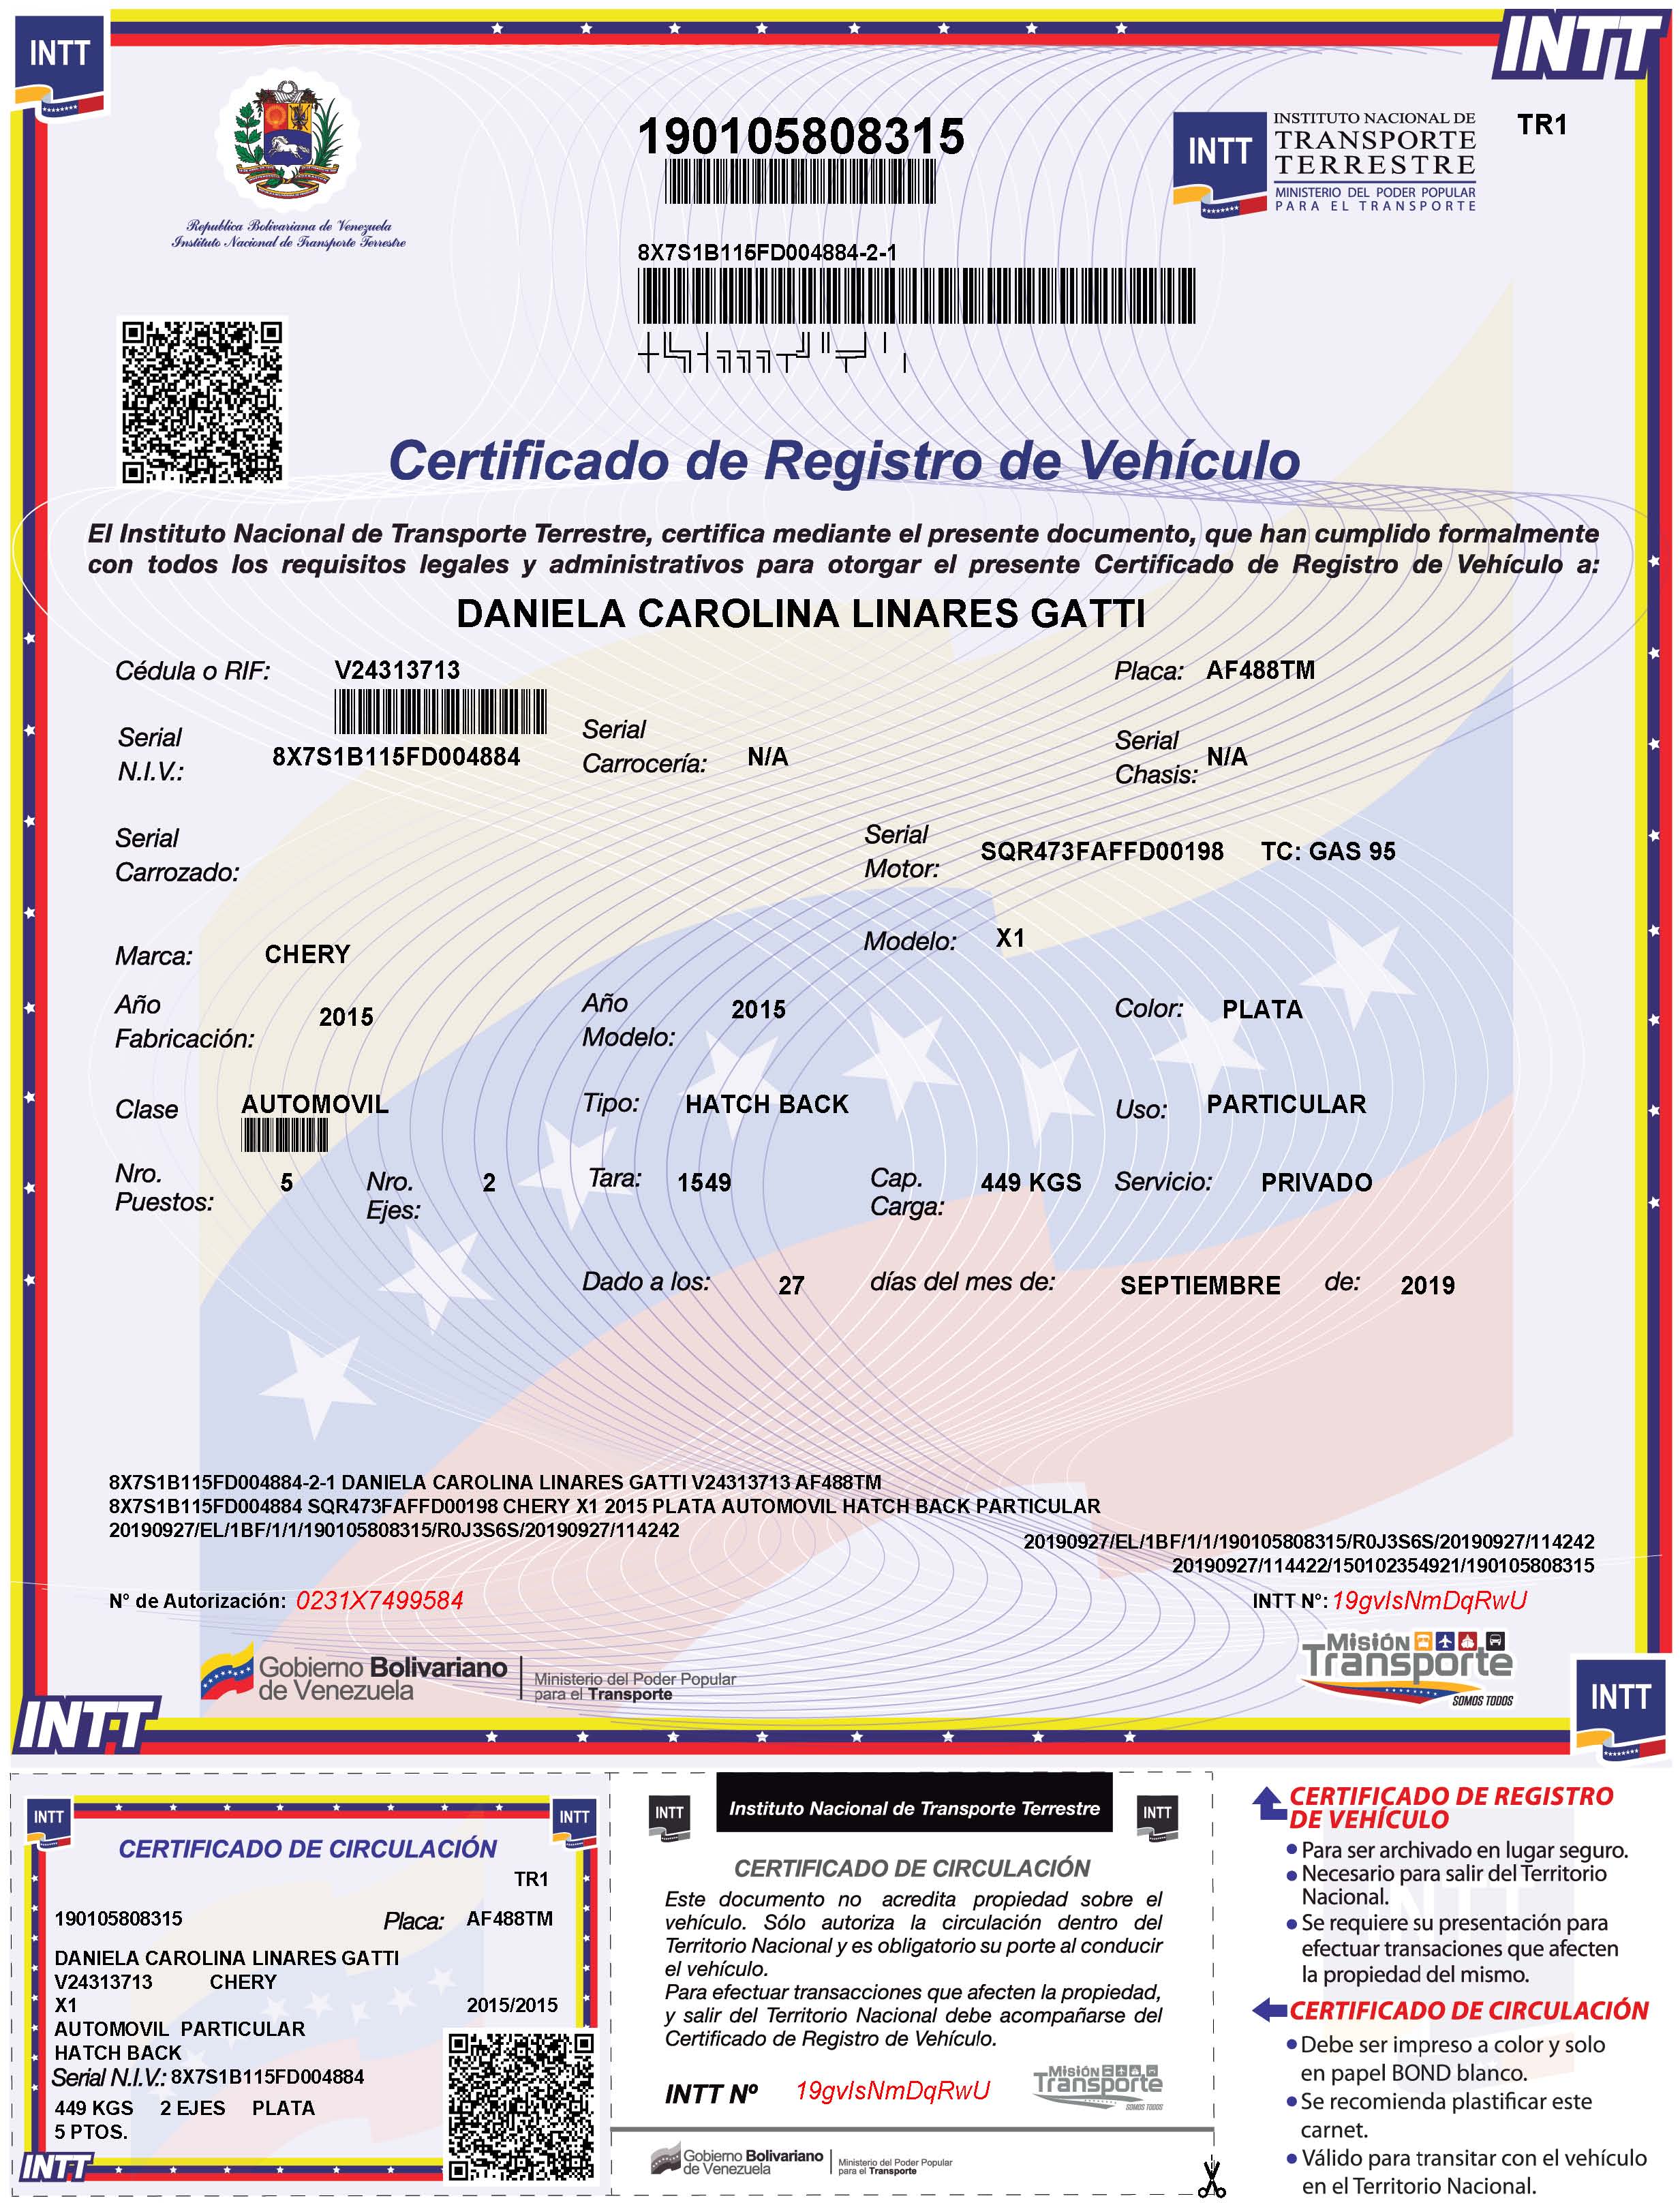 INTT
INTT
190105808315
INTT
INSTITUTO NACIONAL DE
TRANSPORTE
TERRESTRE
MINISTERIO DEL PODER POPULAR
PARA EL TRANSPORTE
TR1
Republica Bolivariana de Venezuela
Instituto Nacional de Transporte Terrestre
8X7S1B115FD004884-2-1
Certificado de Registro de Vehículo
El Instituto Nacional de Transporte Terrestre, certifica mediante el presente documento, que han cumplido formalmente
con todos los requisitos legales y administrativos para otorgar el presente Certificado de Registro de Vehículo a:
DANIELA CAROLINA LINARES GATTI
Cédula o RIF: V24313713 Placa: AF488TM
Serial N.I.V.: 8X7S1B115FD004884 Serial Carrocería: N/A Serial Chasis: N/A
Serial Carrozado: Serial Motor: SQR473FAFFD00198 TC: GAS 95
Marca: CHERY Modelo: X1
Año Fabricación: 2015 Año Modelo: 2015 Color: PLATA
Clase AUTOMOVIL Tipo: HATCH BACK Uso: PARTICULAR
Nro. Puestos: 5 Nro. Ejes: 2 Tara: 1549 Cap. Carga: 449 KGS Servicio: PRIVADO
Dado a los: 27 días del mes de: SEPTIEMBRE de: 2019
8X7S1B115FD004884-2-1 DANIELA CAROLINA LINARES GATTI V24313713 AF488TM
8X7S1B115FD004884 SQR473FAFFD00198 CHERY X1 2015 PLATA AUTOMOVIL HATCH BACK PARTICULAR
20190927/EL/1BF/1/1/190105808315/R0J3S6S/20190927/114242
20190927/EL/1BF/1/1/190105808315/R0J3S6S/20190927/114242
20190927/114422/150102354921/190105808315
N° de Autorización: 0231X7499584
INTT N°: 19gvlsNmDqRwU
Gobierno Bolivariano
de Venezuela
Ministerio del Poder Popular
para el Transporte
Misión
Transporte
SOMOS TODOS
INTT
INTT
INTT
INTT
CERTIFICADO DE CIRCULACIÓN
TR1
190105808315 Placa: AF488TM
DANIELA CAROLINA LINARES GATTI
V24313713 CHERY
X1 2015/2015
AUTOMOVIL PARTICULAR
HATCH BACK
Serial N.I.V.: 8X7S1B115FD004884
449 KGS 2 EJES PLATA
5 PTOS.
INTT
INTT
Instituto Nacional de Transporte Terrestre
INTT
CERTIFICADO DE CIRCULACIÓN
Este documento no acredita propiedad sobre el
vehículo. Sólo autoriza la circulación dentro del
Territorio Nacional y es obligatorio su porte al conducir
el vehículo.
Para efectuar transacciones que afecten la propiedad,
y salir del Territorio Nacional debe acompañarse del
Certificado de Registro de Vehículo.
INTT Nº 19gvlsNmDqRwU
Misión
Transporte
SOMOS TODOS
Gobierno Bolivariano
de Venezuela
Ministerio del Poder Popular
para el Transporte
CERTIFICADO DE REGISTRO
DE VEHÍCULO
• Para ser archivado en lugar seguro.
• Necesario para salir del Territorio
Nacional.
• Se requiere su presentación para
efectuar transaciones que afecten
la propiedad del mismo.
CERTIFICADO DE CIRCULACIÓN
• Debe ser impreso a color y solo
en papel BOND blanco.
• Se recomienda plastificar este
carnet.
• Válido para transitar con el vehículo
en el Territorio Nacional.